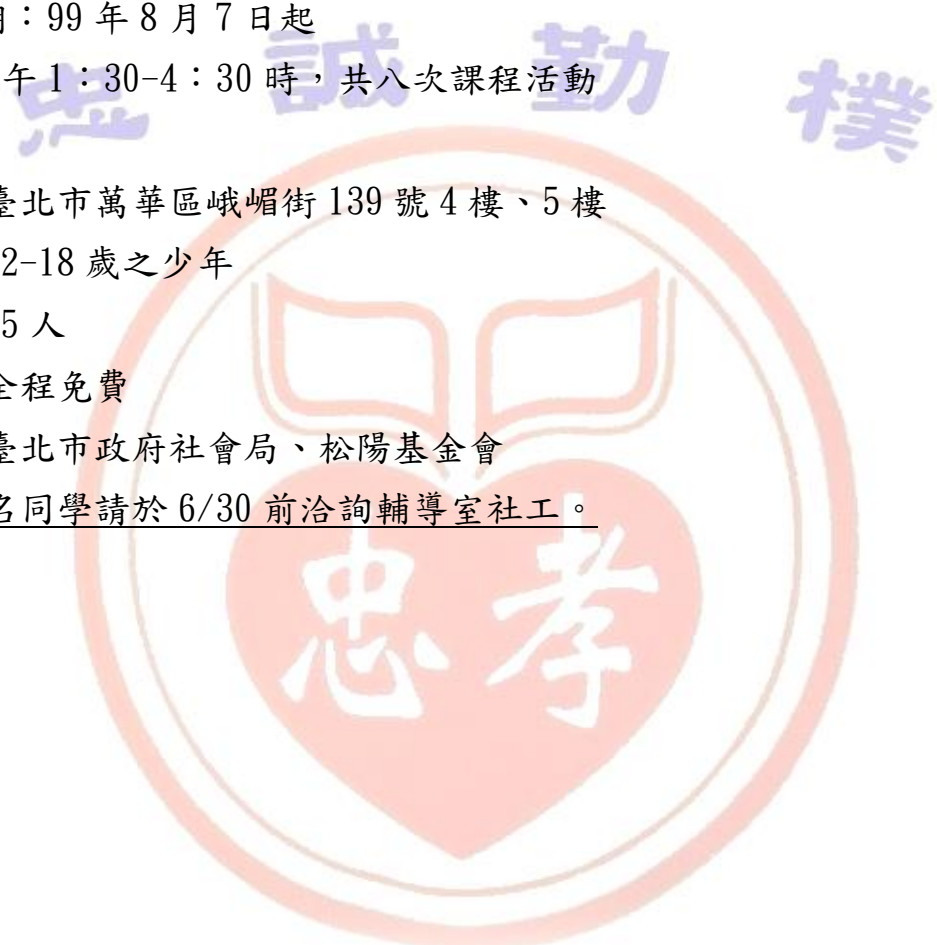 ：99 年 8 月 7 日起
午 1：30-4：30 時，共八次課程活動
忠 誠 勤 樸
臺北市萬華區峨嵋街 139 號 4 樓、5 樓
2-18 歲之少年
5 人
全程免費
臺北市政府社會局、松陽基金會
名同學請於 6/30 前洽詢輔導室社工。
忠孝